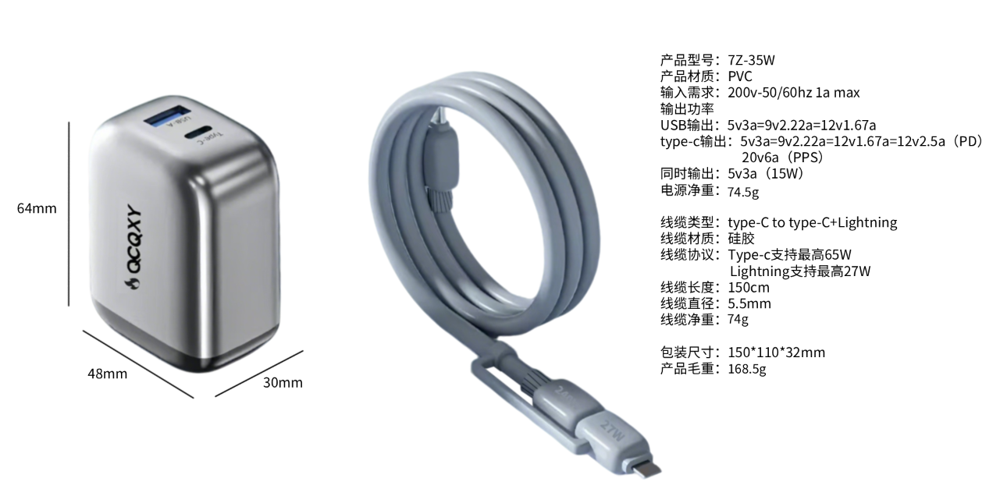 USB-A
Type-C
QCQXY
64mm
48mm
30mm
27W
产品型号：7Z-35W
产品材质：PVC
输入需求：200v-50/60hz 1a max
输出功率
USB输出：5v3a=9v2.22a=12v1.67a
type-c输出：5v3a=9v2.22a=12v1.67a=12v2.5a（PD）
20v6a（PPS）
同时输出：5v3a（15W）
电源净重：74.5g
线缆类型：type-C to type-C+Lightning
线缆材质：硅胶
线缆协议：Type-c支持最高65W
Lightning支持最高27W
线缆长度：150cm
线缆直径：5.5mm
线缆净重：74g
包装尺寸：150*110*32mm
产品毛重：168.5g